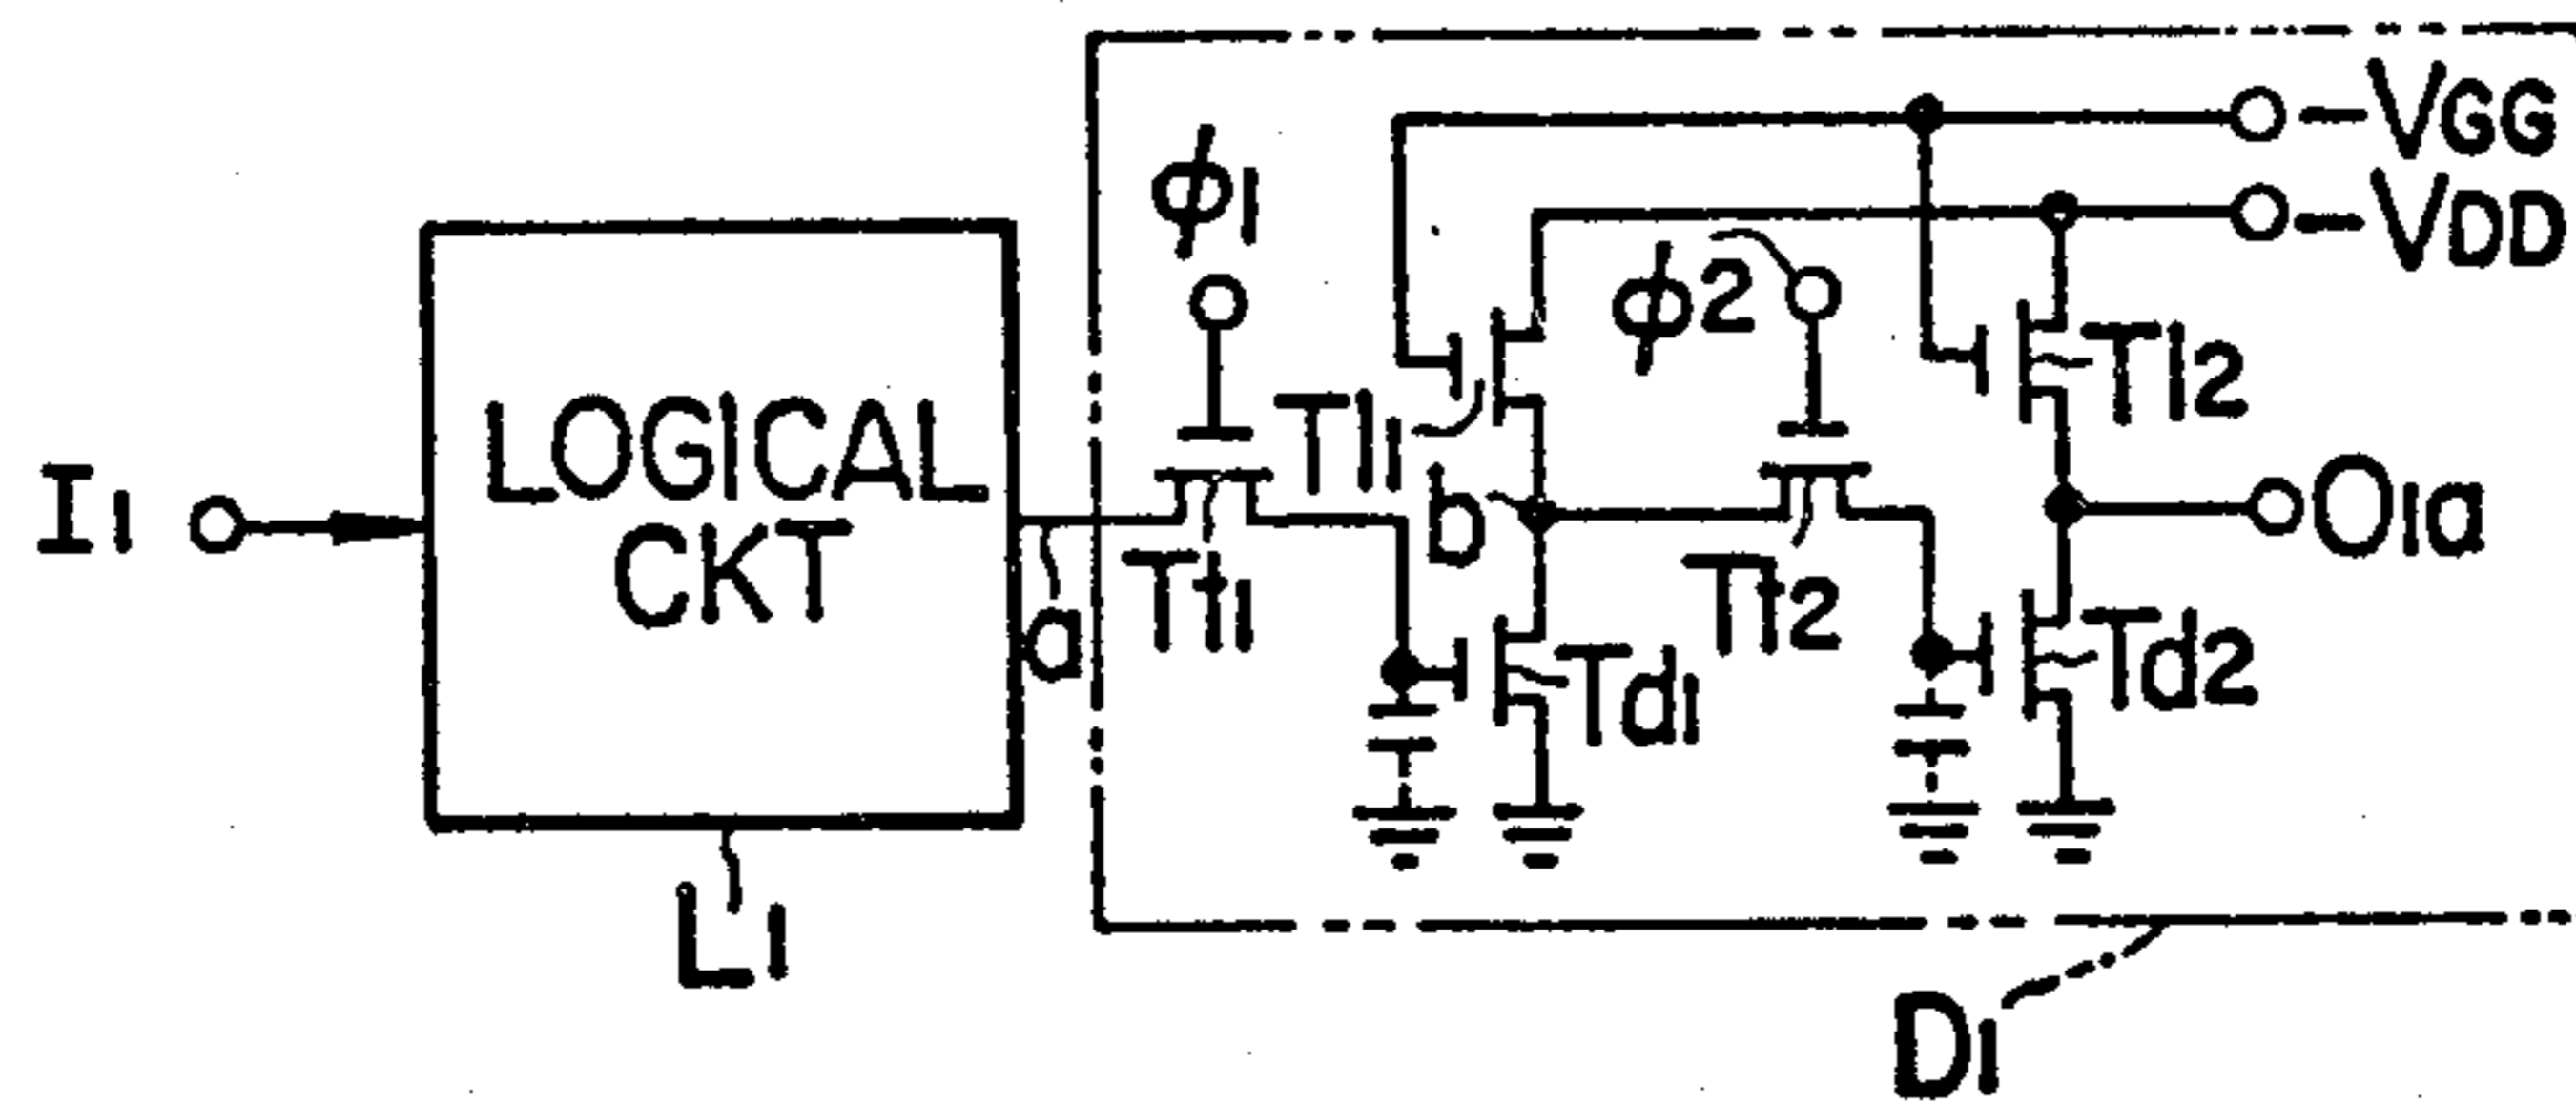 -VGG
-VDD
φ1
φ2
Tl1
Tl2
LOGICAL
CKT
I1
b
O1a
Tt1
Tt2
a
Td1
Td2
L1
D1